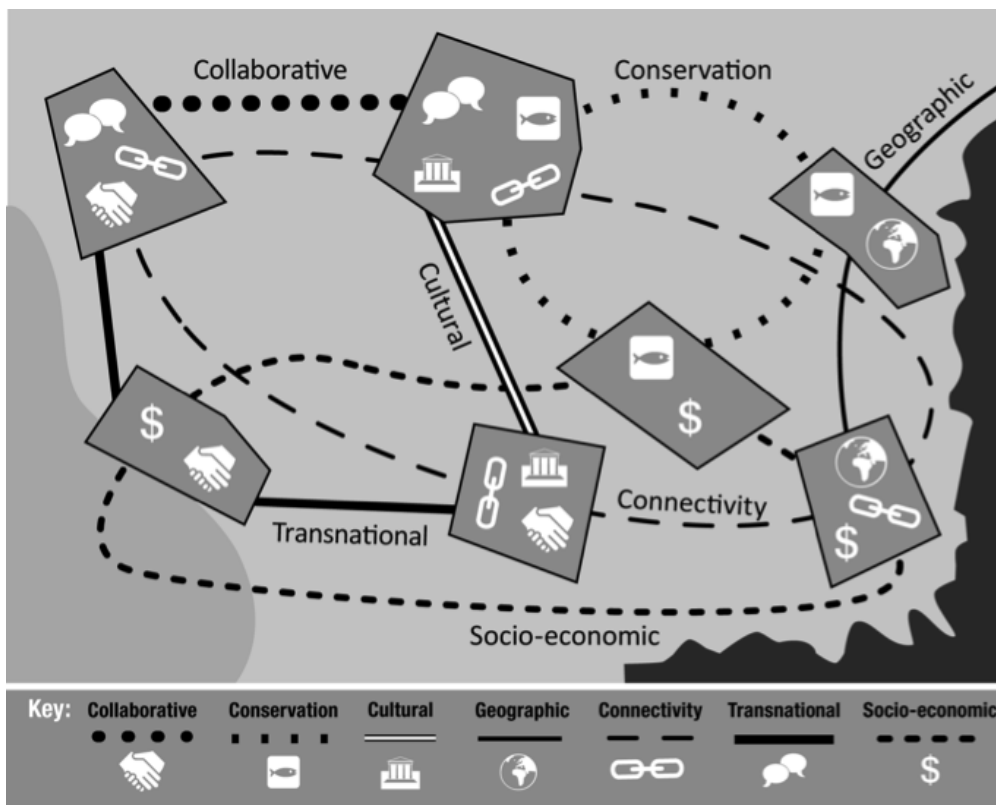 Collaborative
Conservation
Geographic
Cultural
$
$
$
Connectivity
Transnational
Socio-economic
Key: Collaborative Conservation Cultural Geographic Connectivity Transnational Socio-economic
$